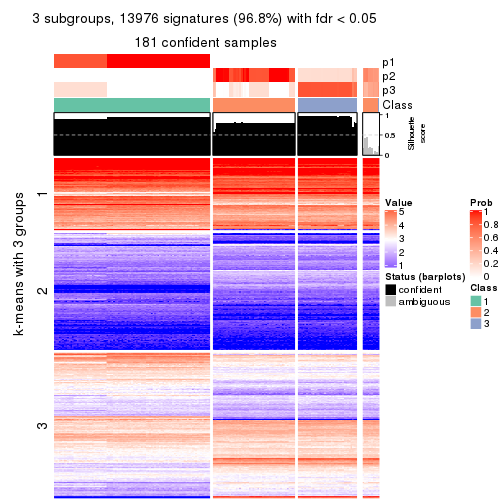 3 subgroups, 13976 signatures (96.8%) with fdr < 0.05
181 confident samples
p1
p2
p3
Class
1
0.5
0
Silhouette
score
k-means with 3 groups
1
2
3
Value
5
4
3
2
1
Status (barplots)
confident
ambiguous
Prob
1
0.8
0.6
0.4
0.2
0
Class
1
2
3